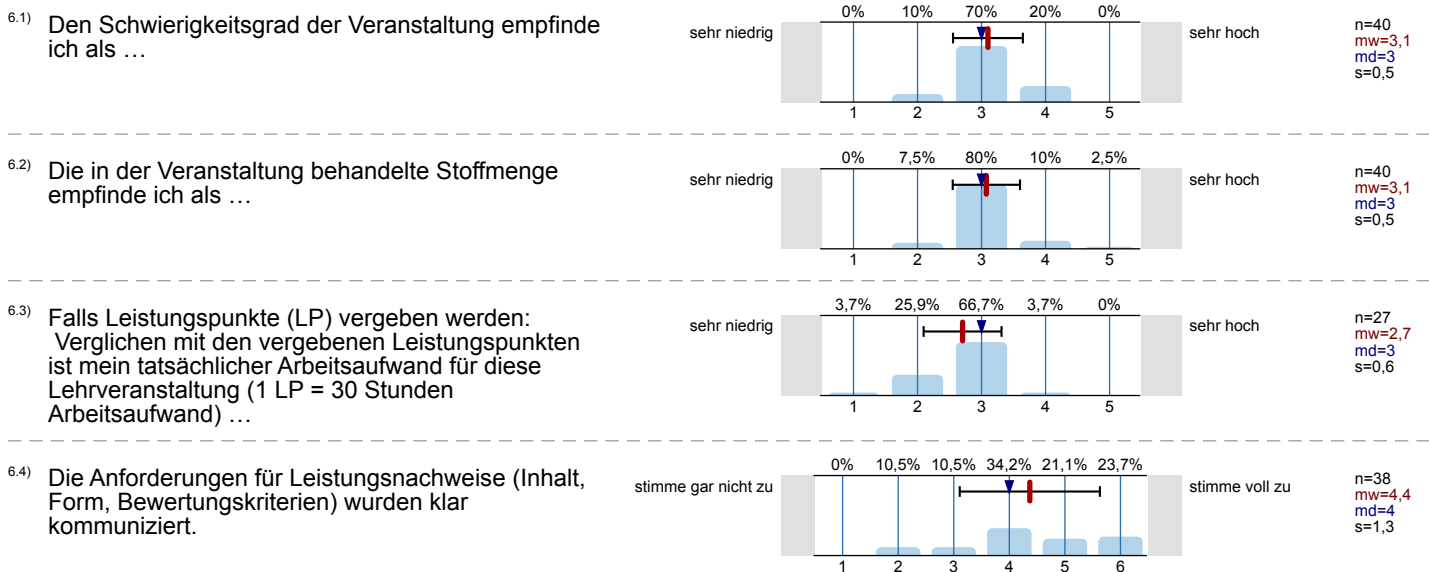 6.1) Den Schwierigkeitsgrad der Veranstaltung empfinde
ich als …
sehr niedrig
0% 10% 70% 20% 0%
1 2 3 4 5
sehr hoch
n=40
mw=3,1
md=3
s=0,5
6.2) Die in der Veranstaltung behandelte Stoffmenge
empfinde ich als …
sehr niedrig
0% 7,5% 80% 10% 2,5%
1 2 3 4 5
sehr hoch
n=40
mw=3,1
md=3
s=0,5
6.3) Falls Leistungspunkte (LP) vergeben werden:
Verglichen mit den vergebenen Leistungspunkten
ist mein tatsächlicher Arbeitsaufwand für diese
Lehrveranstaltung (1 LP = 30 Stunden
Arbeitsaufwand) …
sehr niedrig
3,7% 25,9% 66,7% 3,7% 0%
1 2 3 4 5
sehr hoch
n=27
mw=2,7
md=3
s=0,6
6.4) Die Anforderungen für Leistungsnachweise (Inhalt,
Form, Bewertungskriterien) wurden klar
kommuniziert.
stimme gar nicht zu
0% 10,5% 10,5% 34,2% 21,1% 23,7%
1 2 3 4 5 6
stimme voll zu
n=38
mw=4,4
md=4
s=1,3